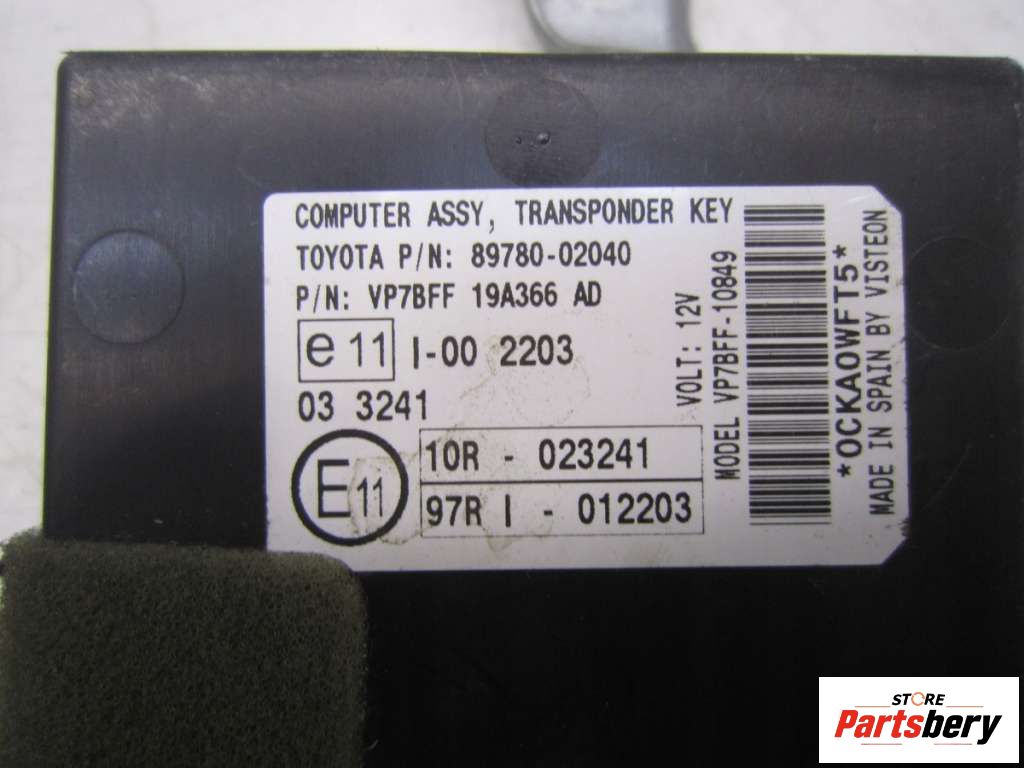 COMPUTER ASSY, TRANSPONDER KEY
TOYOTA P/N: 89780-02040
P/N: VP7BFF 19A366 AD
e 11 I-00 2203
03 3241
E 11
10R - 023241
97R I - 012203
VOLT: 12V
MODEL VP7BFF-10849
*OCKAOWFT5*
MADE IN SPAIN BY VISTEON
STORE
Partsbery